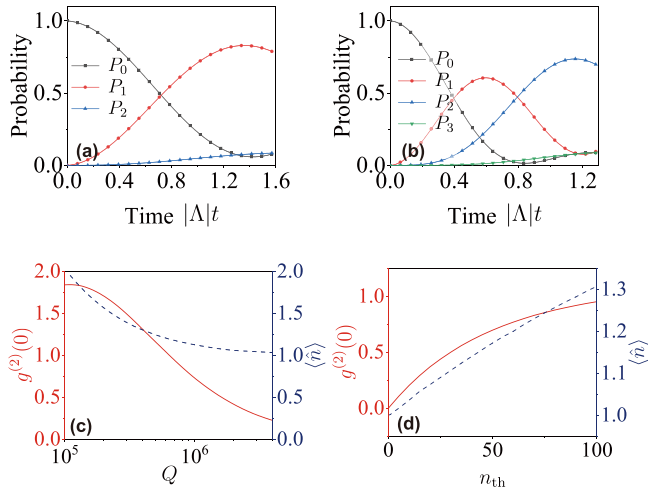 1.0
0.5
0.0
Probability
P0
P1
P2
(a)
0.0 0.4 0.8 1.2 1.6
Time |Λ|t
1.0
0.5
0.0
Probability
P0
P1
P2
P3
(b)
0.0 0.4 0.8 1.2
Time |Λ|t
2.0
1.5
1.0
0.5
0.0
g(2)(0)
(c)
2.0
1.5
1.0
0.5
0.0
⟨n̂⟩
10^5 10^6
Q
1.0
0.5
0.0
g(2)(0)
(d)
1.3
1.2
1.1
1.0
⟨n̂⟩
0 50 100
nth